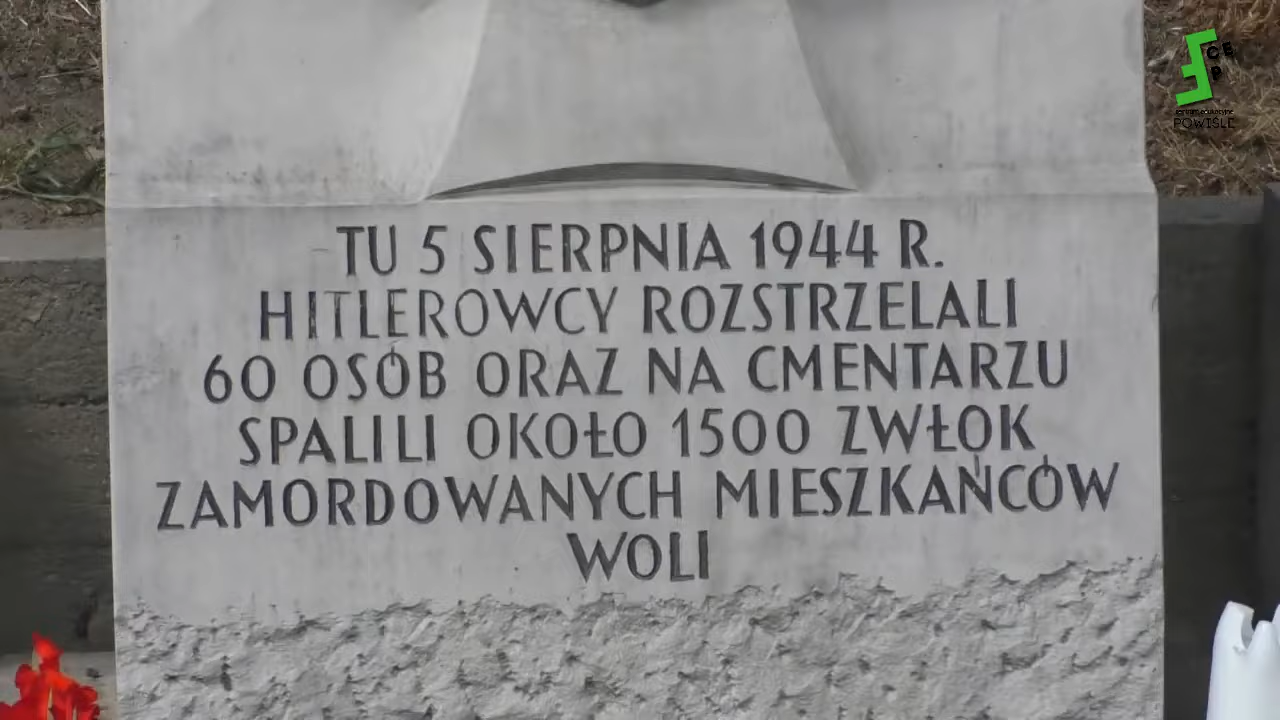 CE
P
POWIŚLE
TU 5 SIERPNIA 1944 R.
HITLEROWCY ROZSTRZELALI
60 OSÓB ORAZ NA CMENTARZU
SPALILI OKOŁO 1500 ZWŁOK
ZAMORDOWANYCH MIESZKAŃCÓW
WOLI